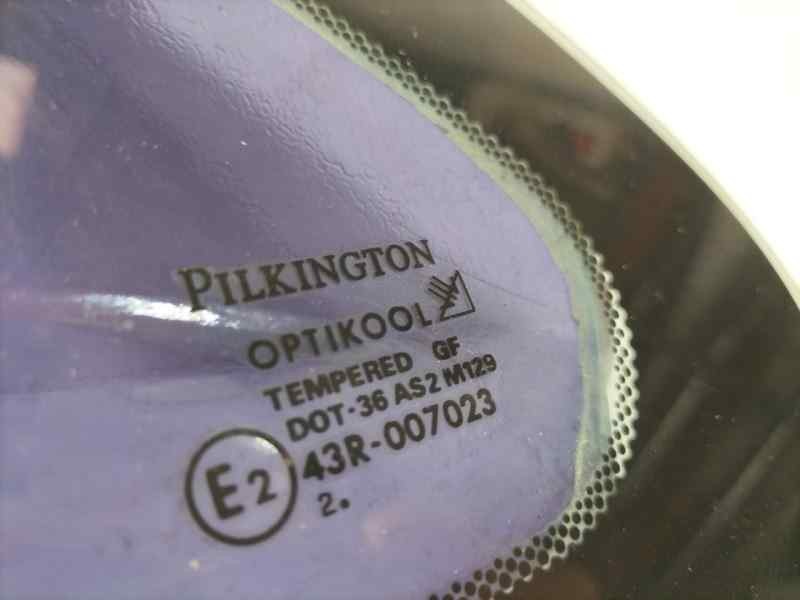 PILKINGTON
OPTIKOOL
TEMPERED GF
DOT-36 AS2 M129
E2 43R-007023
2.